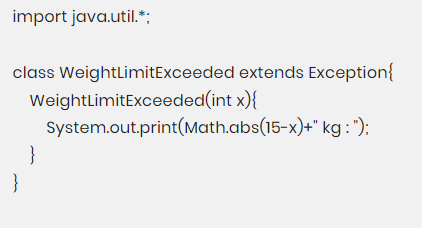 import java.util.*;
class WeightLimitExceeded extends Exception{
WeightLimitExceeded(int x){
System.out.print(Math.abs(15-x)+" kg : ");
}
}